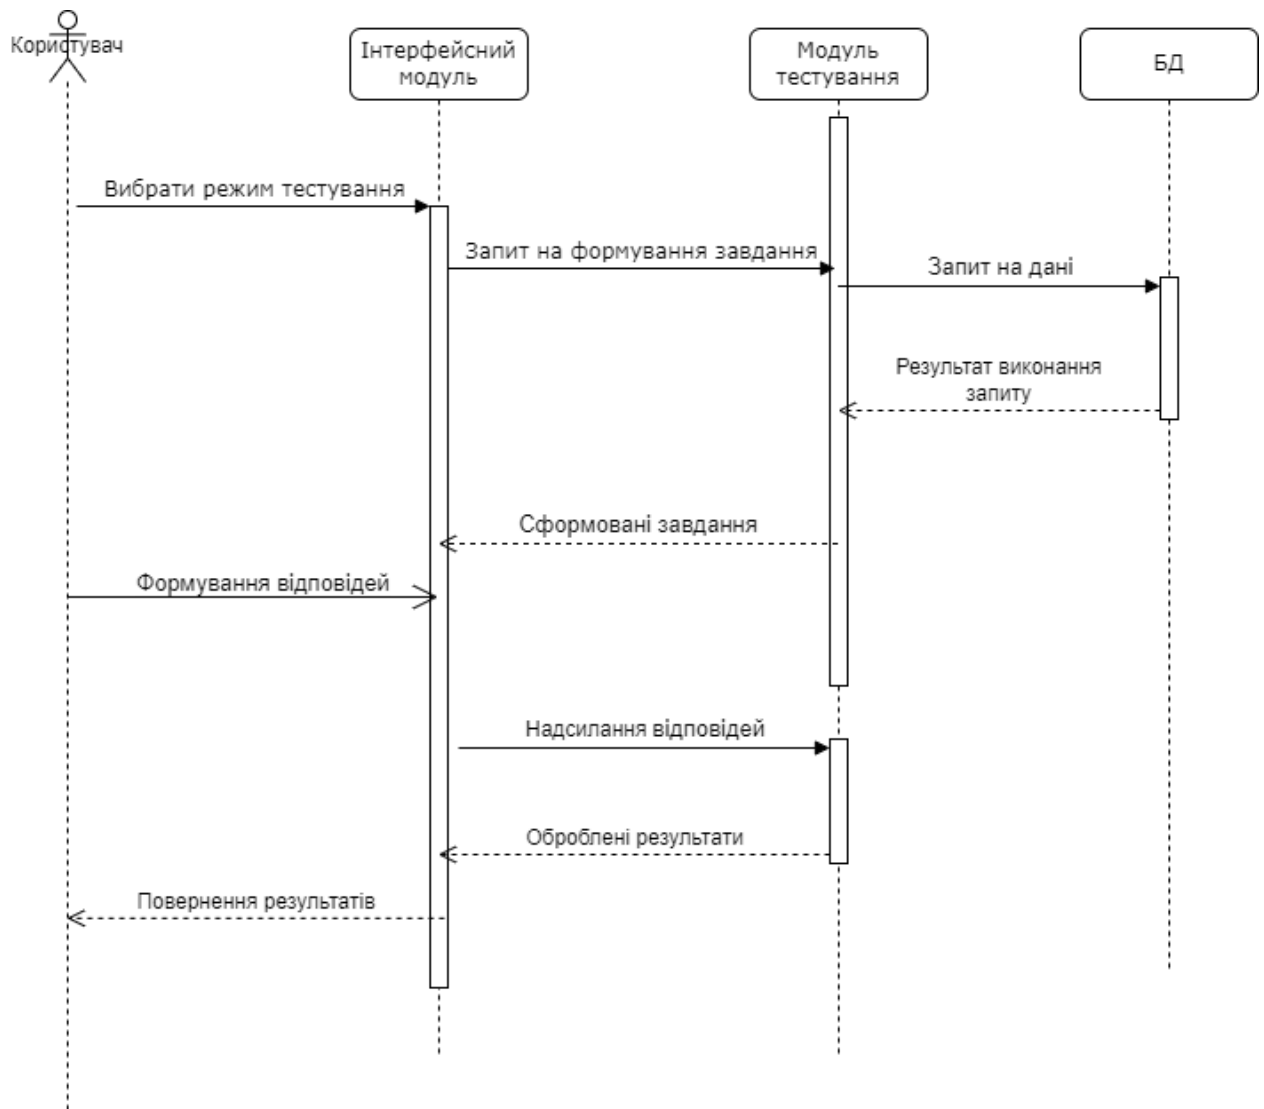 Користувач
Інтерфейсний
модуль
Модуль
тестування
БД
Вибрати режим тестування
Запит на формування завдання
Запит на дані
Результат виконання
запиту
Сформовані завдання
Формування відповідей
Надсилання відповідей
Оброблені результати
Повернення результатів